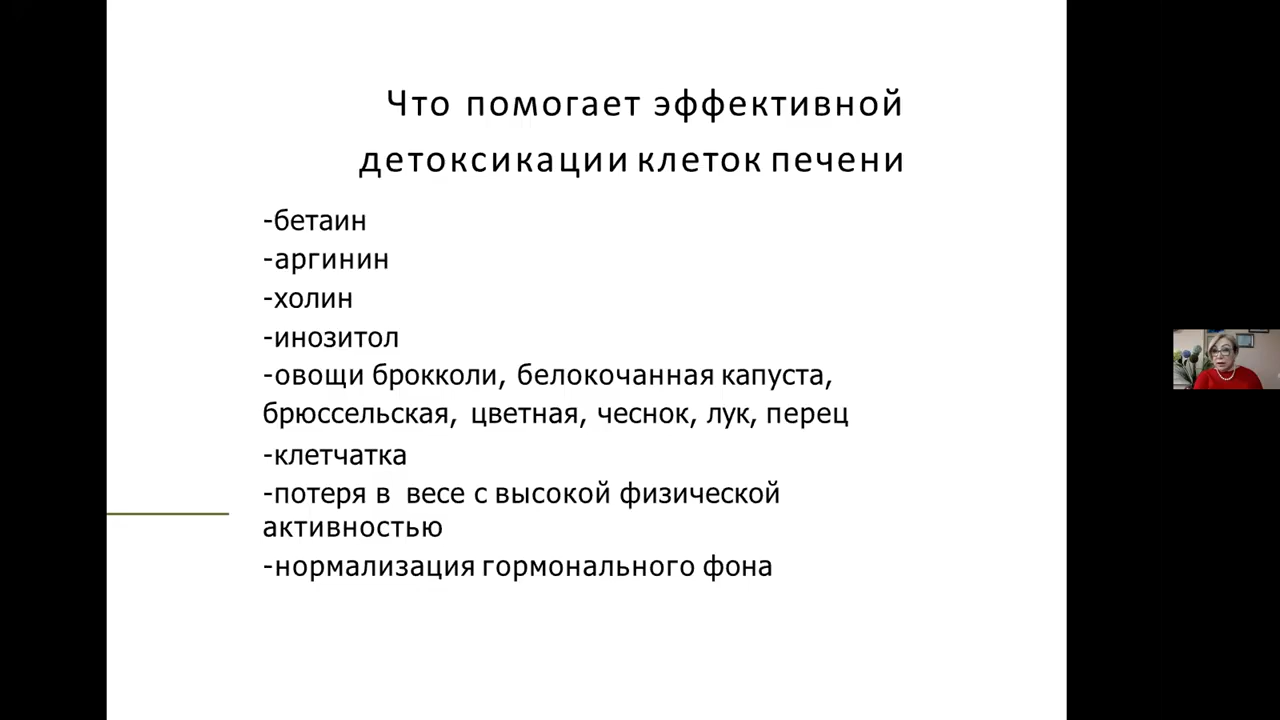 Что помогает эффективной
детоксикации клеток печени
-бетаин
-аргинин
-холин
-инозитол
-овощи брокколи, белокочанная капуста,
брюссельская, цветная, чеснок, лук, перец
-клетчатка
-потеря в весе с высокой физической
активностью
-нормализация гормонального фона